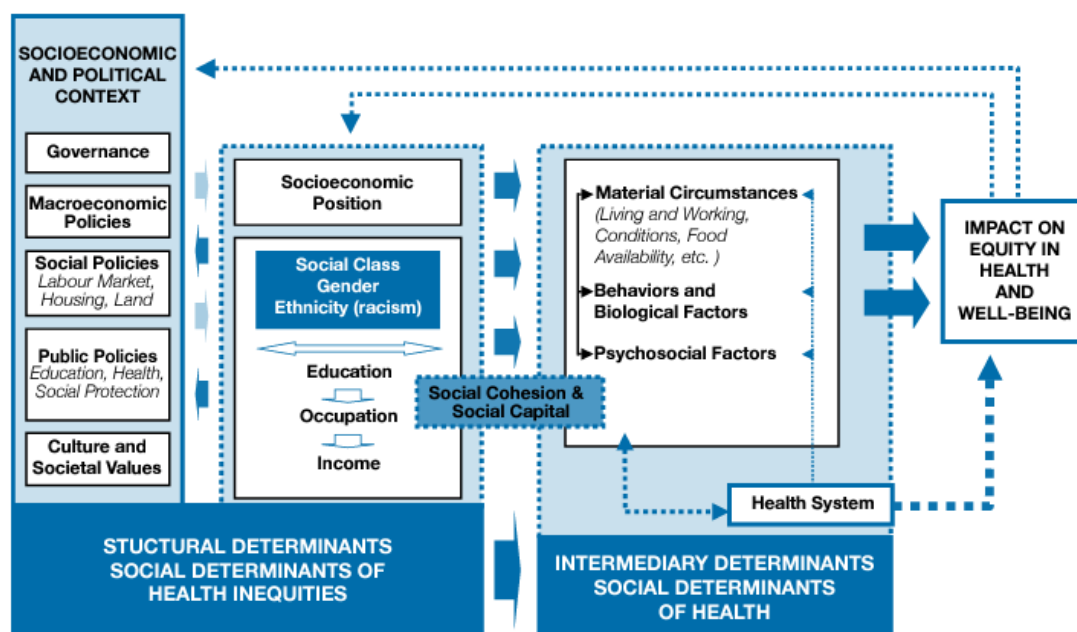 SOCIOECONOMIC
AND POLITICAL
CONTEXT
Governance
Macroeconomic
Policies
Social Policies
Labour Market,
Housing, Land
Public Policies
Education, Health,
Social Protection
Culture and
Societal Values
Socioeconomic
Position
Social Class
Gender
Ethnicity (racism)
Education
Occupation
Income
Social Cohesion &
Social Capital
Material Circumstances
(Living and Working,
Conditions, Food
Availability, etc. )
Behaviors and
Biological Factors
Psychosocial Factors
Health System
IMPACT ON
EQUITY IN
HEALTH
AND
WELL-BEING
STUCTURAL DETERMINANTS
SOCIAL DETERMINANTS OF
HEALTH INEQUITIES
INTERMEDIARY DETERMINANTS
SOCIAL DETERMINANTS
OF HEALTH